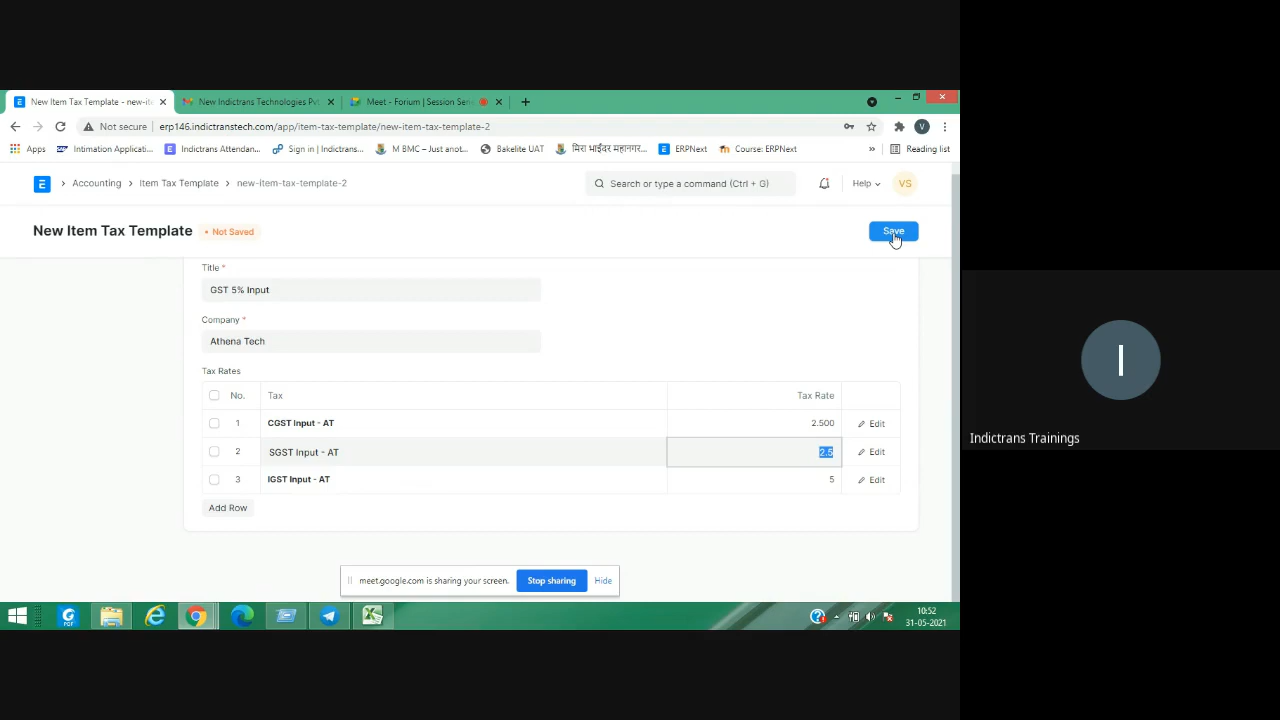 New Item Tax Template - new-it
New Indictrans Technologies Pvt
Meet - Forium | Session Seri
Not secure
erp146.indictranstech.com/app/item-tax-template/new-item-tax-template-2
V
Apps
Intimation Applicati...
Indictrans Attendan...
Sign in | Indictrans...
M BMC – Just anot...
Bakelite UAT
मिरा भाईंदर महानगर...
ERPNext
Course: ERPNext
»
Reading list
E
Accounting
Item Tax Template
new-item-tax-template-2
Search or type a command (Ctrl + G)
Help
VS
New Item Tax Template
• Not Saved
Save
Title *
GST 5% Input
Company *
Athena Tech
Tax Rates
No. Tax Tax Rate
1 CGST Input - AT 2.500 Edit
2 SGST Input - AT 2.5 Edit
3 IGST Input - AT 5 Edit
Add Row
meet.google.com is sharing your screen. Stop sharing Hide
PDF
10:52
31-05-2021
I
Indictrans Trainings